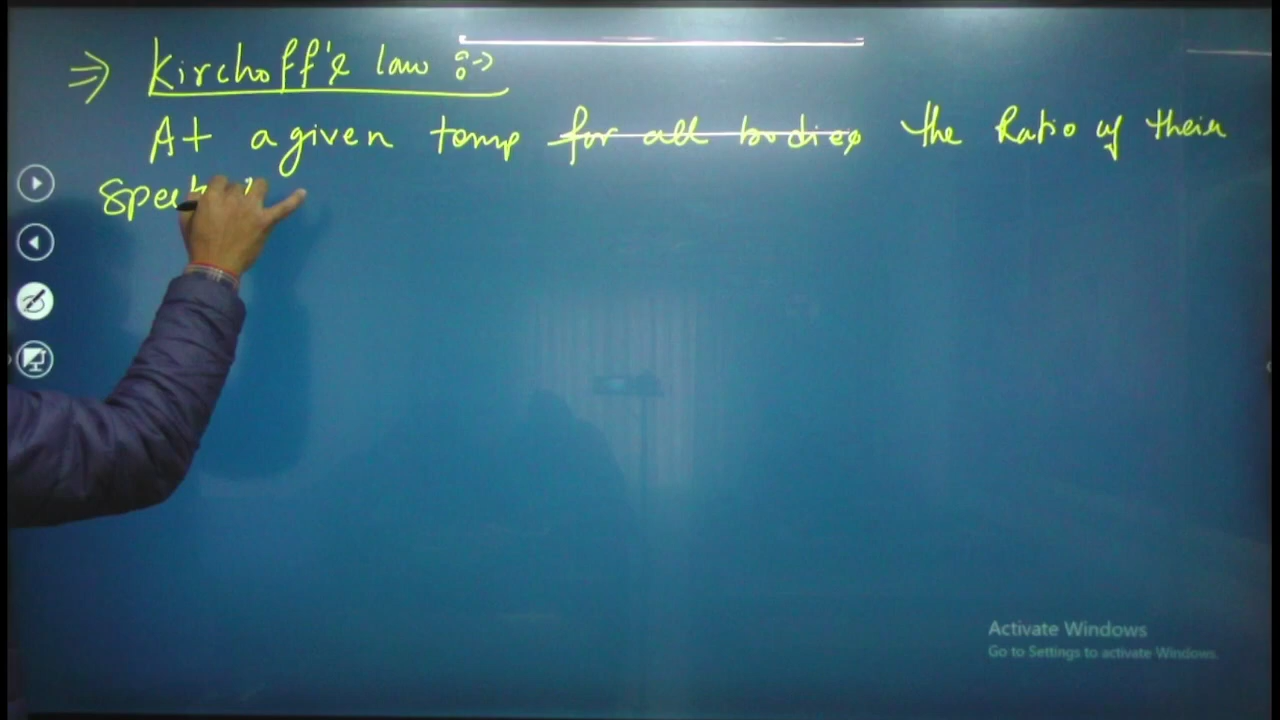 ⇒ Kirchoff's law :->
At a given temp for all bodies the Ratio of their
Activate Windows
Go to Settings to activate Windows.